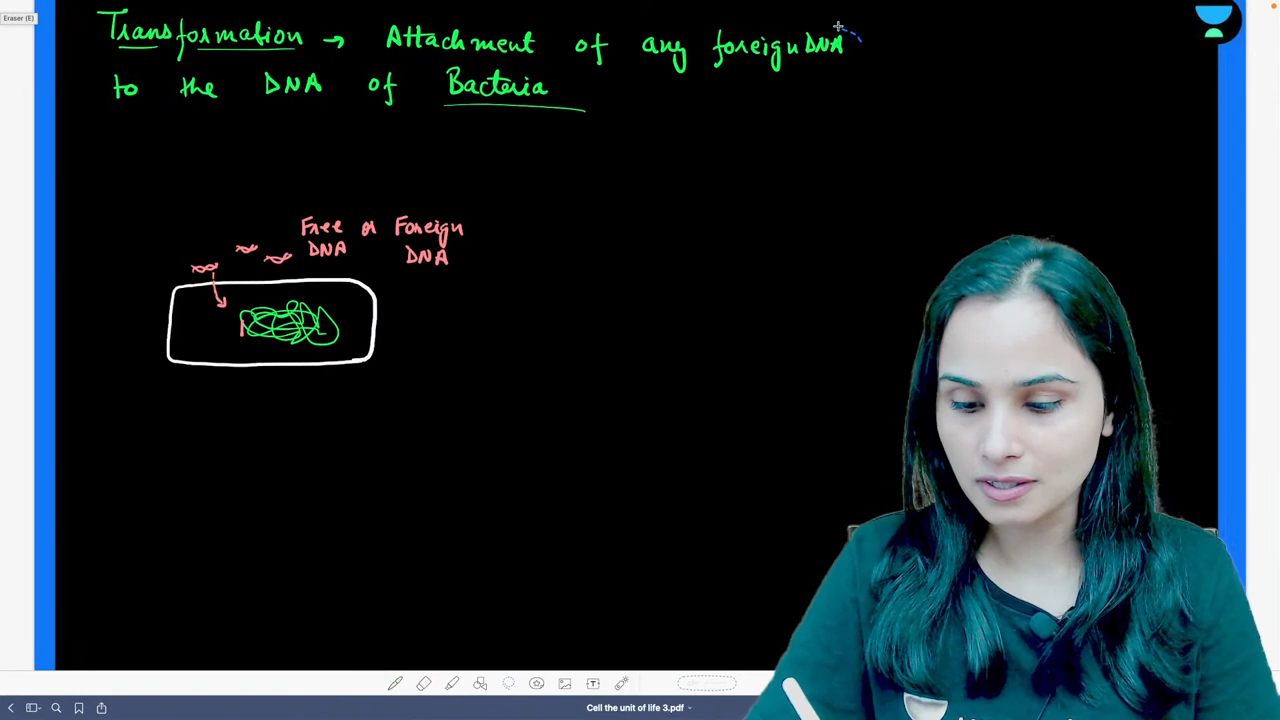 Eraser (E)
Transformation → Attachment of any foreign DNA
to the DNA of Bacteria
Free or Foreign
DNA DNA
Cell the unit of life 3.pdf